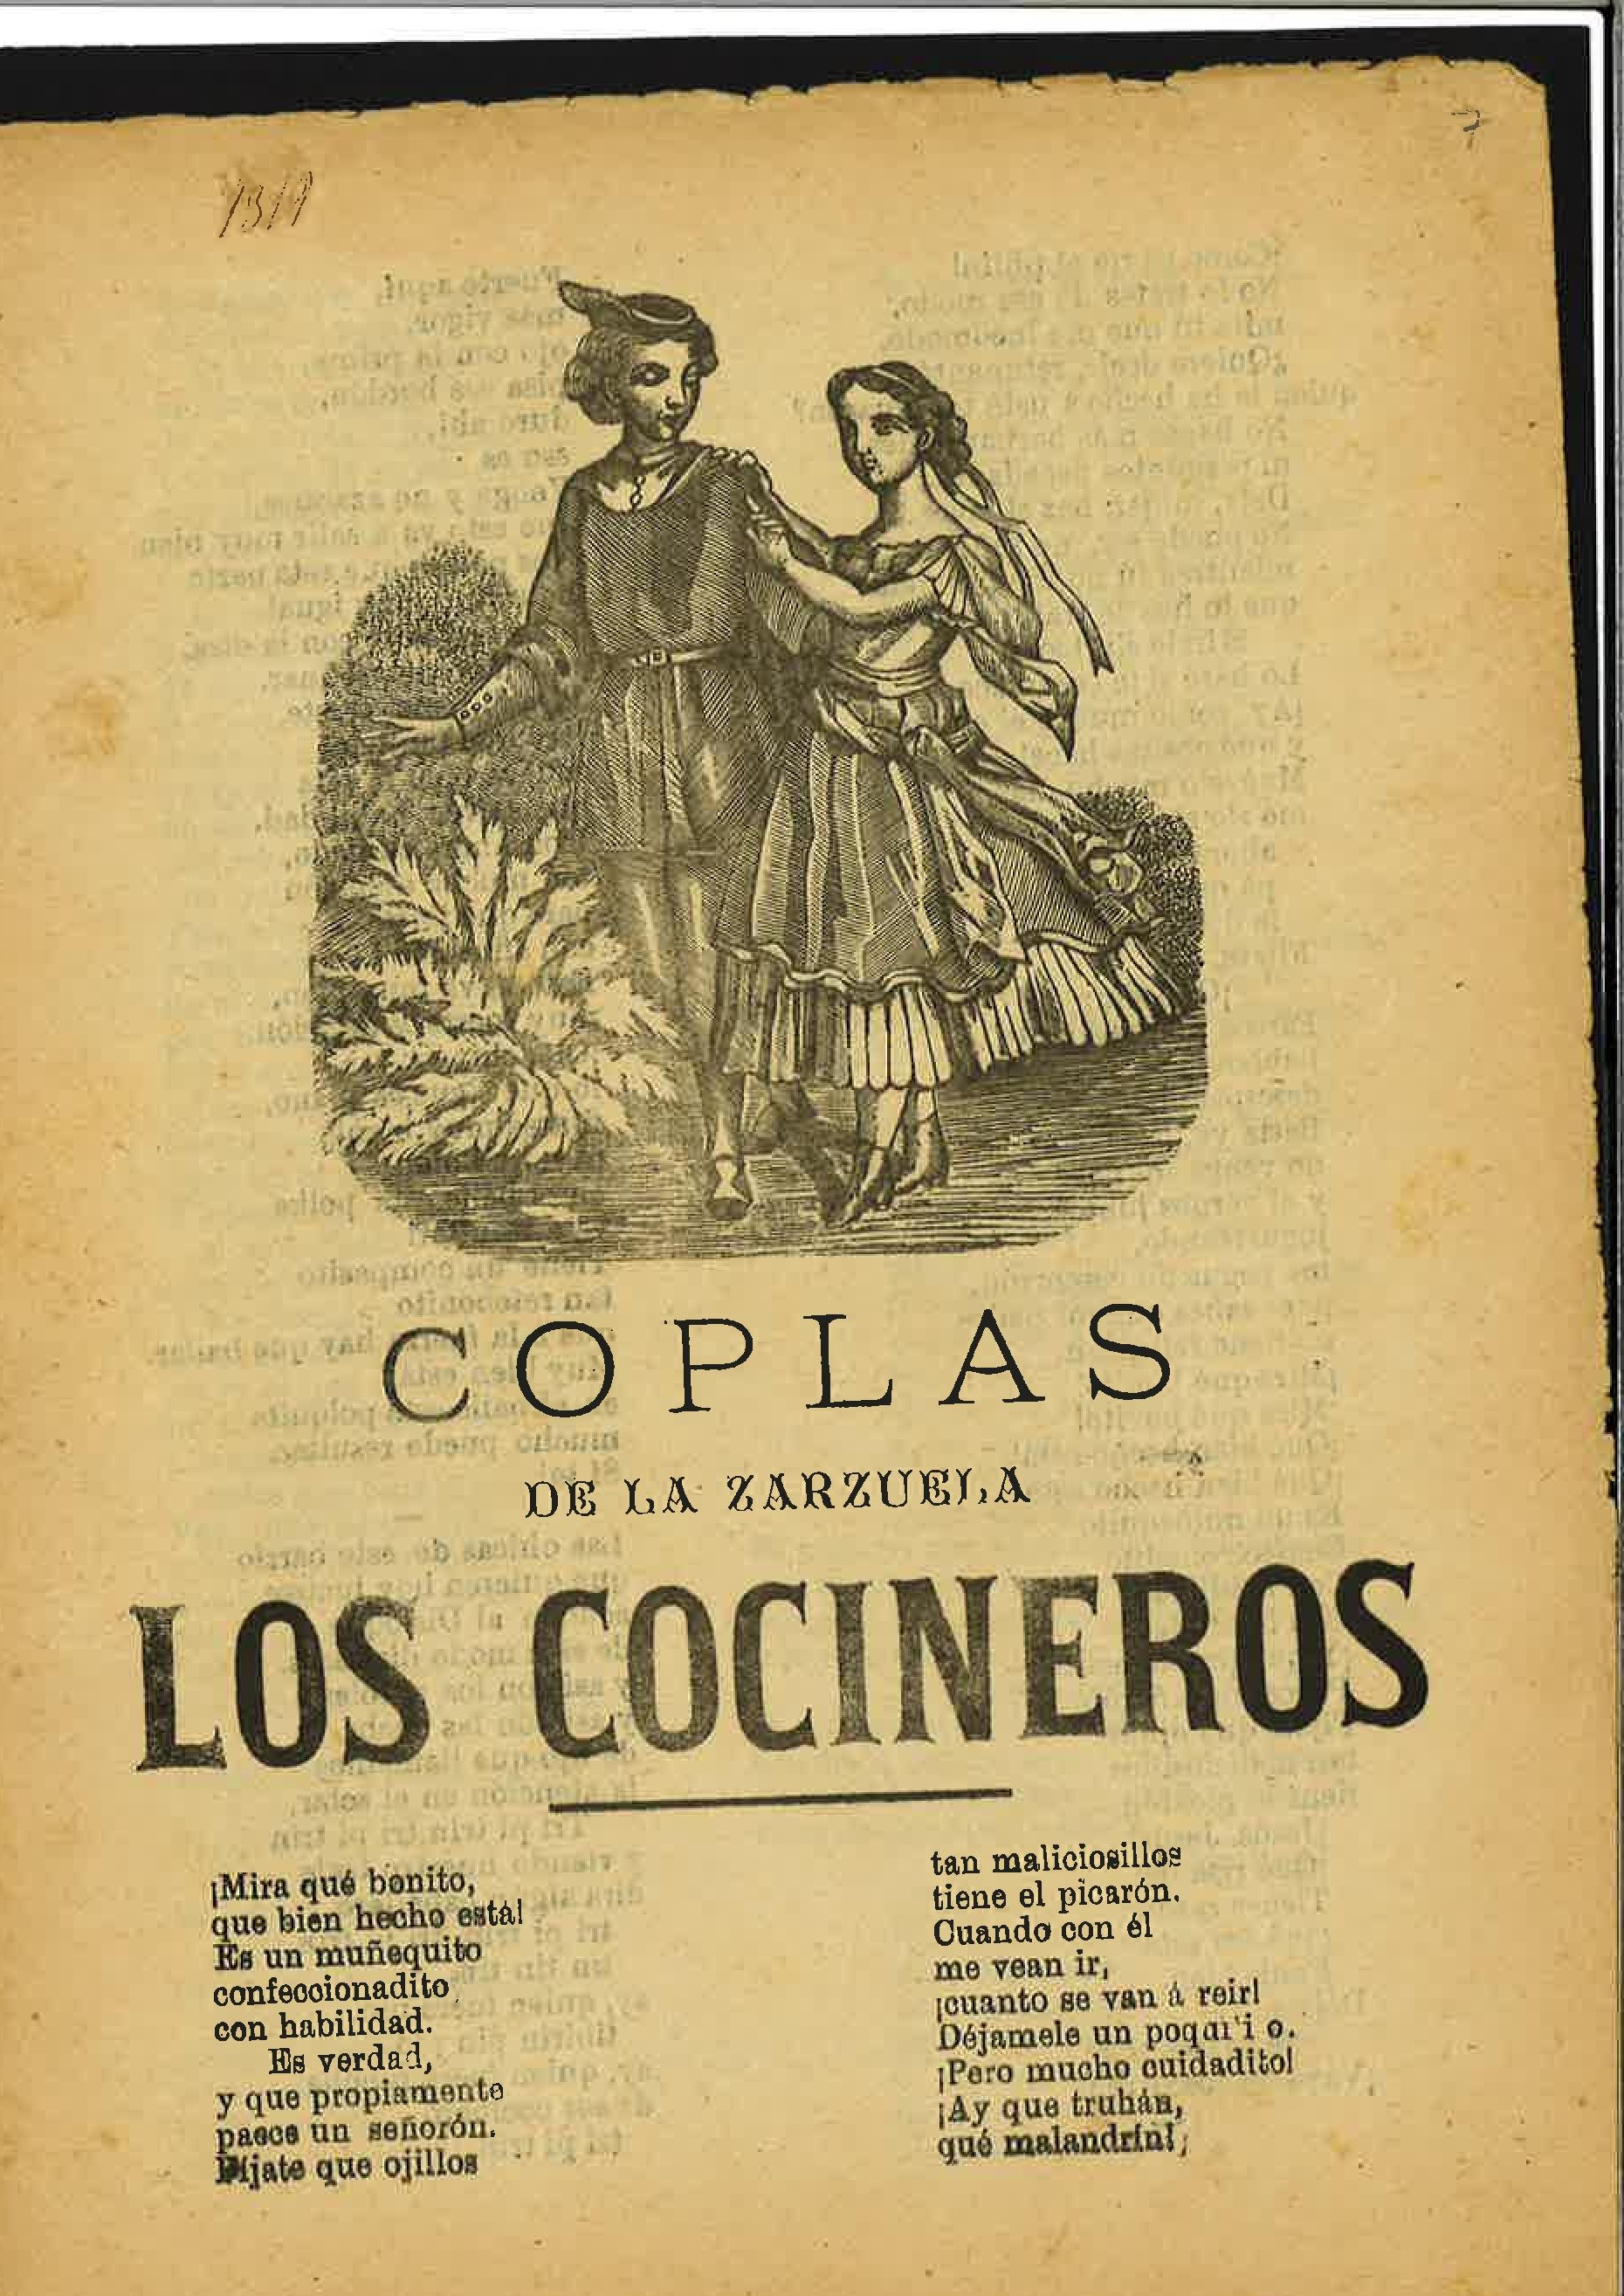 1319
COPLAS
DE LA ZARZUELA
LOS COCINEROS
¡Mira qué bonito,
que bien hecho está!
Es un muñequito
confeccionadito
con habilidad.
Es verdad,
y que propiamente
paece un señorón.
Fíjate que ojillos
tan maliciosillos
tiene el picarón.
Cuando con él
me vean ir,
¡cuanto se van á reir!
Déjamele un
¡Pero mucho cuidadito!
¡Ay que truhán,
qué malandrín!;